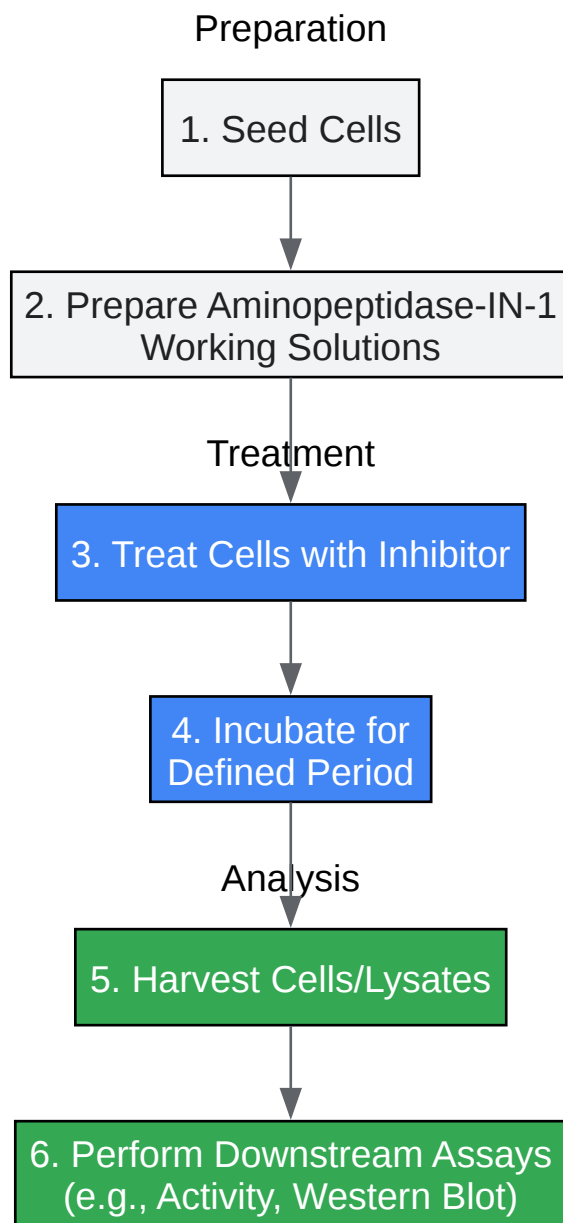 Preparation
1. Seed Cells
2. Prepare Aminopeptidase-IN-1
Working Solutions
Treatment
3. Treat Cells with Inhibitor
4. Incubate for
Defined Period
Analysis
5. Harvest Cells/Lysates
6. Perform Downstream Assays
(e.g., Activity, Western Blot)